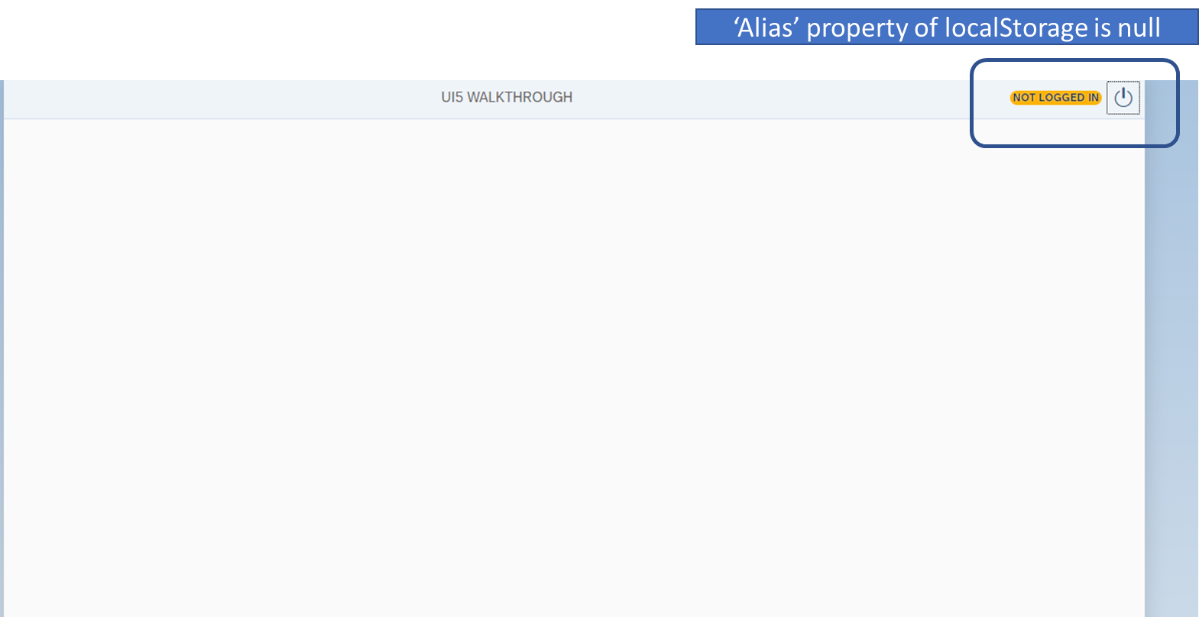 ‘Alias’ property of localStorage is null
UI5 WALKTHROUGH
NOT LOGGED IN